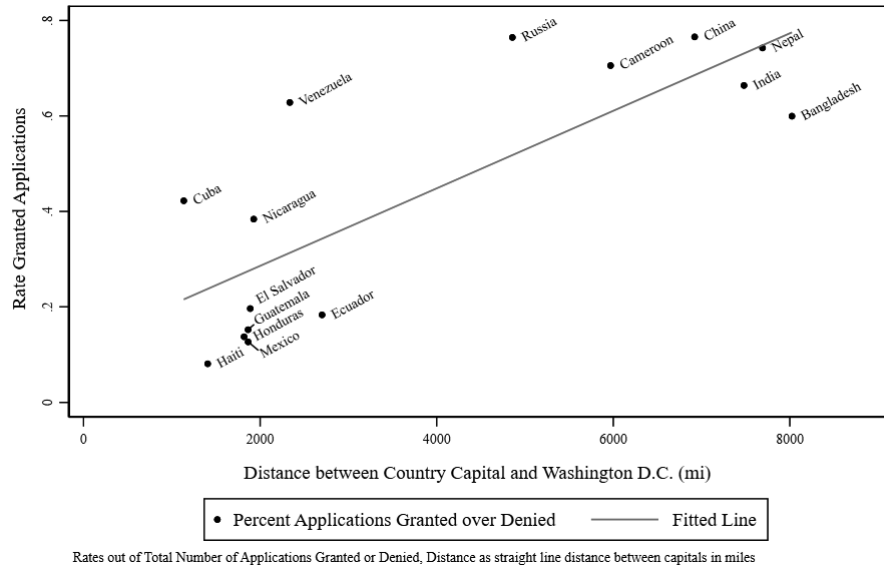 .8
.6
.4
.2
0
Rate Granted Applications
Russia
China
Nepal
Cameroon
India
Venezuela
Bangladesh
Cuba
Nicaragua
El Salvador
Guatemala
Ecuador
Honduras
Mexico
Haiti
0 2000 4000 6000 8000
Distance between Country Capital and Washington D.C. (mi)
Percent Applications Granted over Denied Fitted Line
Rates out of Total Number of Applications Granted or Denied, Distance as straight line distance between capitals in miles